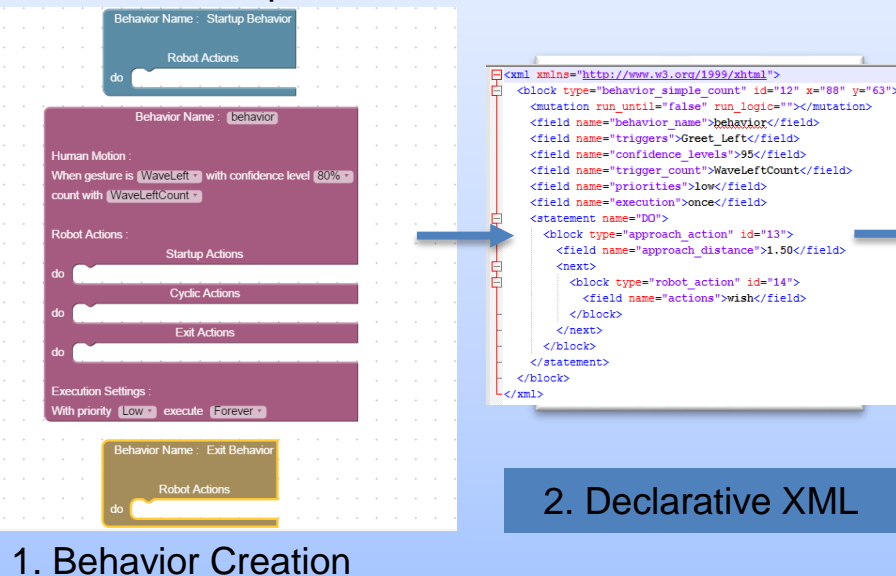 Behavior Name : Startup Behavior
Robot Actions
do
Behavior Name : behavior
Human Motion :
When gesture is WaveLeft with confidence level 80%
count with WaveLeftCount
Robot Actions :
Startup Actions
do
Cyclic Actions
do
Exit Actions
do
Execution Settings :
With priority Low execute Forever
Behavior Name : Exit Behavior
Robot Actions
do
1. Behavior Creation
<xml xmlns="http://www.w3.org/1999/xhtml">
<block type="behavior_simple_count" id="12" x="88" y="63">
<mutation run_until="false" run_logic=""></mutation>
<field name="behavior_name">behavior</field>
<field name="triggers">Greet_Left</field>
<field name="confidence_levels">95</field>
<field name="trigger_count">WaveLeftCount</field>
<field name="priorities">low</field>
<field name="execution">once</field>
<statement name="DO">
<block type="approach_action" id="13">
<field name="approach_distance">1.50</field>
<next>
<block type="robot_action" id="14">
<field name="actions">wish</field>
</block>
</next>
</block>
</statement>
</block>
</xml>
2. Declarative XML